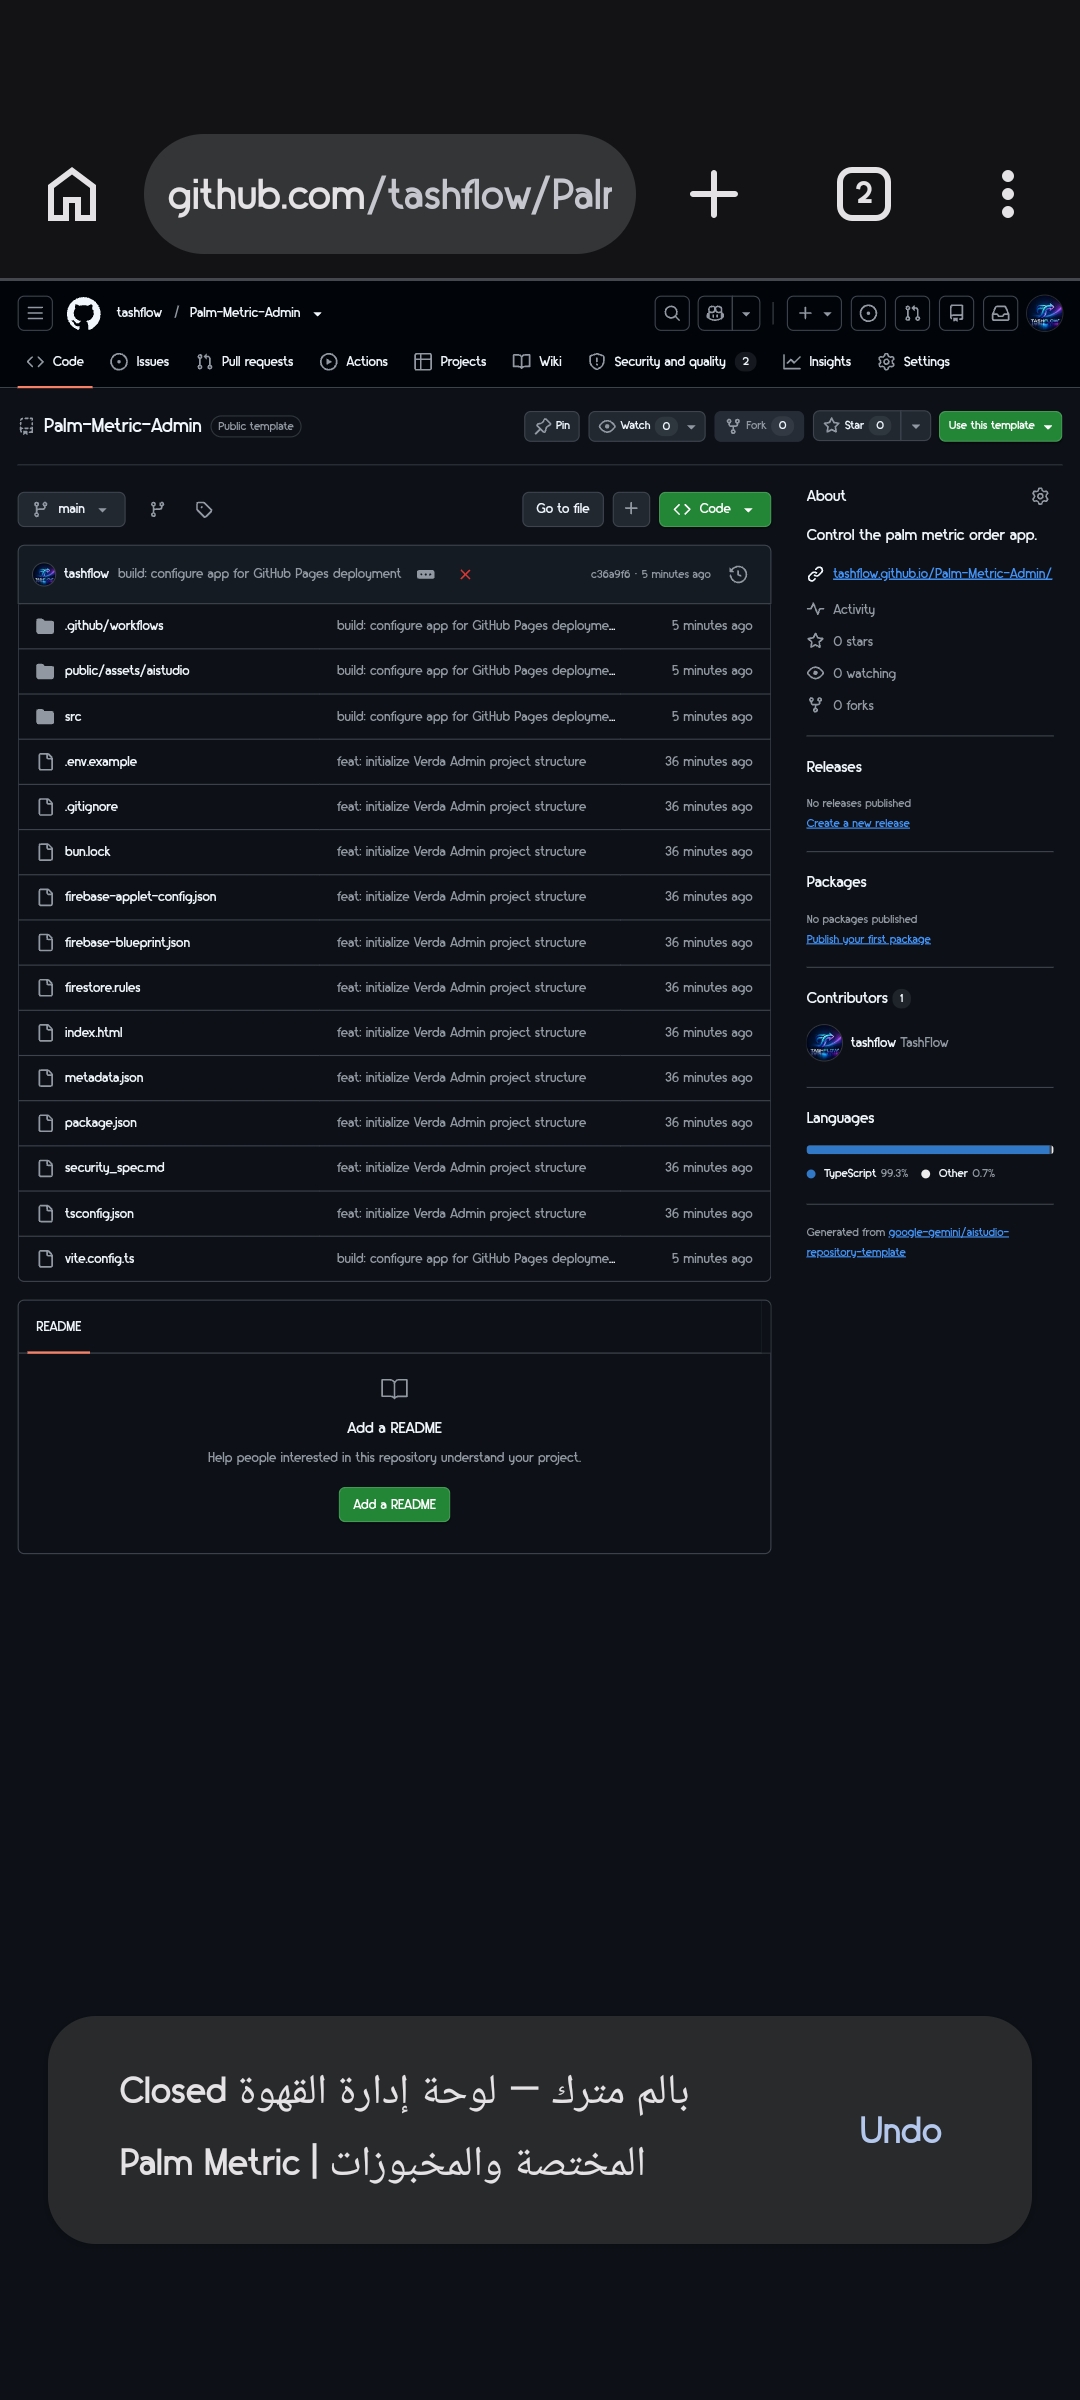 github.com/tashflow/Palr
2
tashflow / Palm-Metric-Admin
Code Issues Pull requests Actions Projects Wiki Security and quality 2 Insights Settings
Palm-Metric-Admin Public template
Pin Watch 0 Fork 0 Star 0 Use this template
main Go to file Code
tashflow build: configure app for GitHub Pages deployment c36a9f6 · 5 minutes ago
.github/workflows build: configure app for GitHub Pages deployme... 5 minutes ago
public/assets/aistudio build: configure app for GitHub Pages deployme... 5 minutes ago
src build: configure app for GitHub Pages deployme... 5 minutes ago
.env.example feat: initialize Verda Admin project structure 36 minutes ago
.gitignore feat: initialize Verda Admin project structure 36 minutes ago
bun.lock feat: initialize Verda Admin project structure 36 minutes ago
firebase-applet-config.json feat: initialize Verda Admin project structure 36 minutes ago
firebase-blueprint.json feat: initialize Verda Admin project structure 36 minutes ago
firestore.rules feat: initialize Verda Admin project structure 36 minutes ago
index.html feat: initialize Verda Admin project structure 36 minutes ago
metadata.json feat: initialize Verda Admin project structure 36 minutes ago
package.json feat: initialize Verda Admin project structure 36 minutes ago
security_spec.md feat: initialize Verda Admin project structure 36 minutes ago
tsconfig.json feat: initialize Verda Admin project structure 36 minutes ago
vite.config.ts build: configure app for GitHub Pages deployme... 5 minutes ago
README
Add a README
Help people interested in this repository understand your project.
Add a README
About
Control the palm metric order app.
tashflow.github.io/Palm-Metric-Admin/
Activity
0 stars
0 watching
0 forks
Releases
No releases published
Create a new release
Packages
No packages published
Publish your first package
Contributors 1
tashflow TashFlow
Languages
TypeScript 99.3% Other 0.7%
Generated from google-gemini/aistudio-
repository-template
Closed بالم مترك — لوحة إدارة القهوة
المختصة والمخبوزات | Palm Metric
Undo